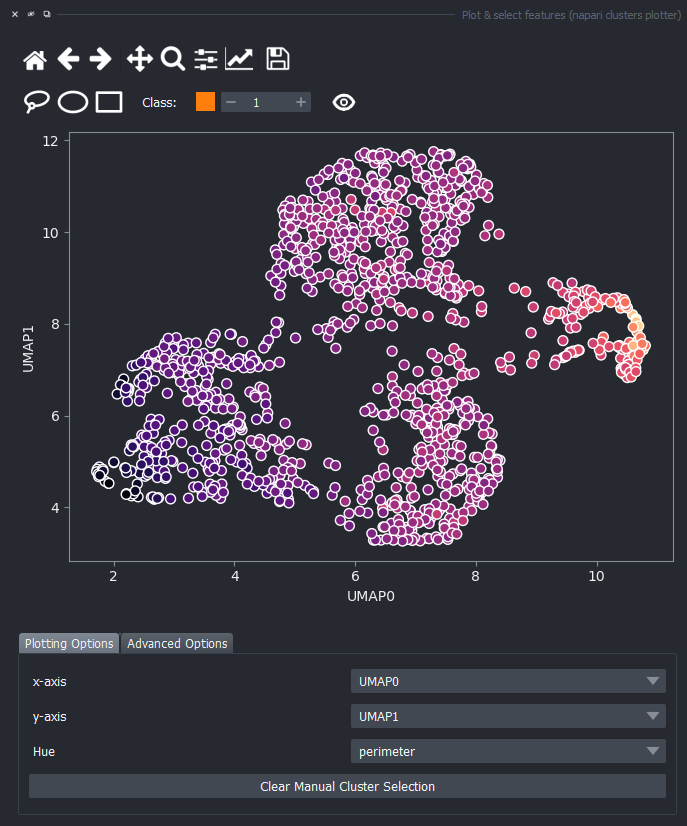 Plot & select features (napari clusters plotter)
Class: 1
12
10
8
6
4
UMAP1
2 4 6 8 10
UMAP0
Plotting Options Advanced Options
x-axis UMAP0
y-axis UMAP1
Hue perimeter
Clear Manual Cluster Selection